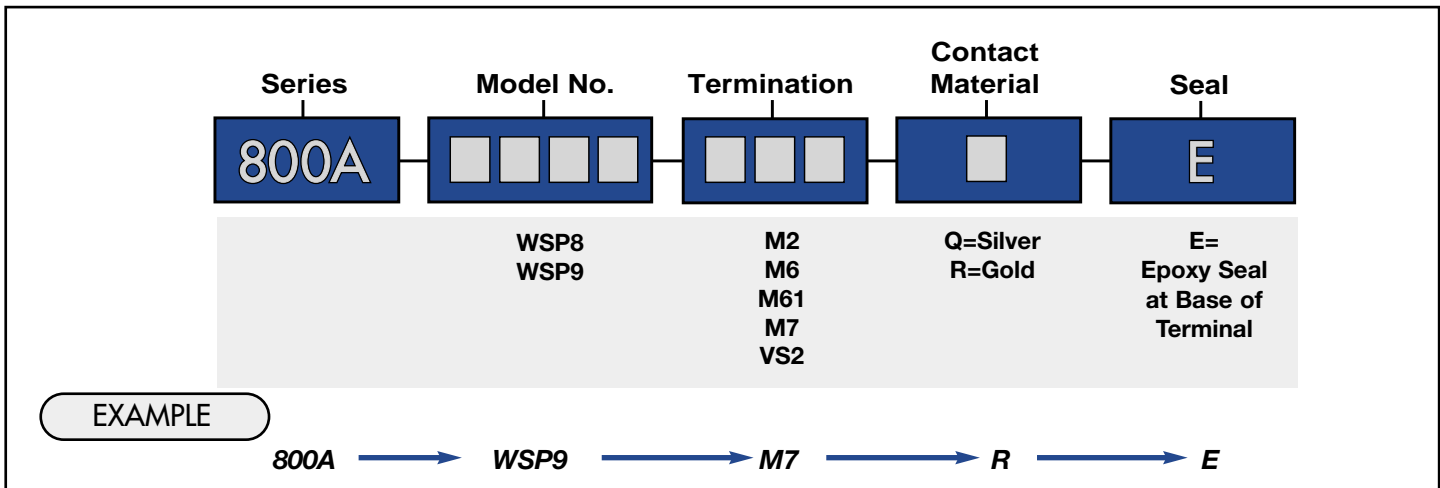 Series
Model No.
Termination
Contact
Material
Seal
800A
E
WSP8
WSP9
M2
M6
M61
M7
VS2
Q=Silver
R=Gold
E=
Epoxy Seal
at Base of
Terminal
EXAMPLE
800A WSP9 M7 R E